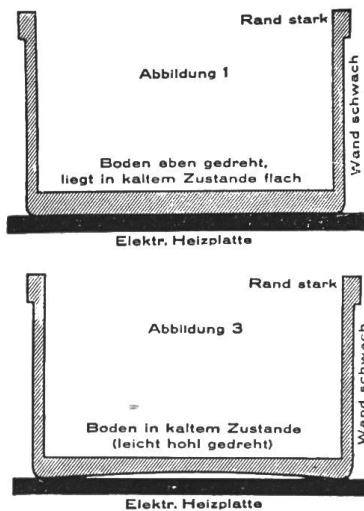 Rand stark
Abbildung 1
Wand schwach
Boden eben gedreht,
liegt in kaltem Zustande flach
Elektr. Heizplatte
Rand stark
Abbildung 3
Wand schwach
Boden in kaltem Zustande
(leicht hohl gedreht)
Elektr. Heizplatte